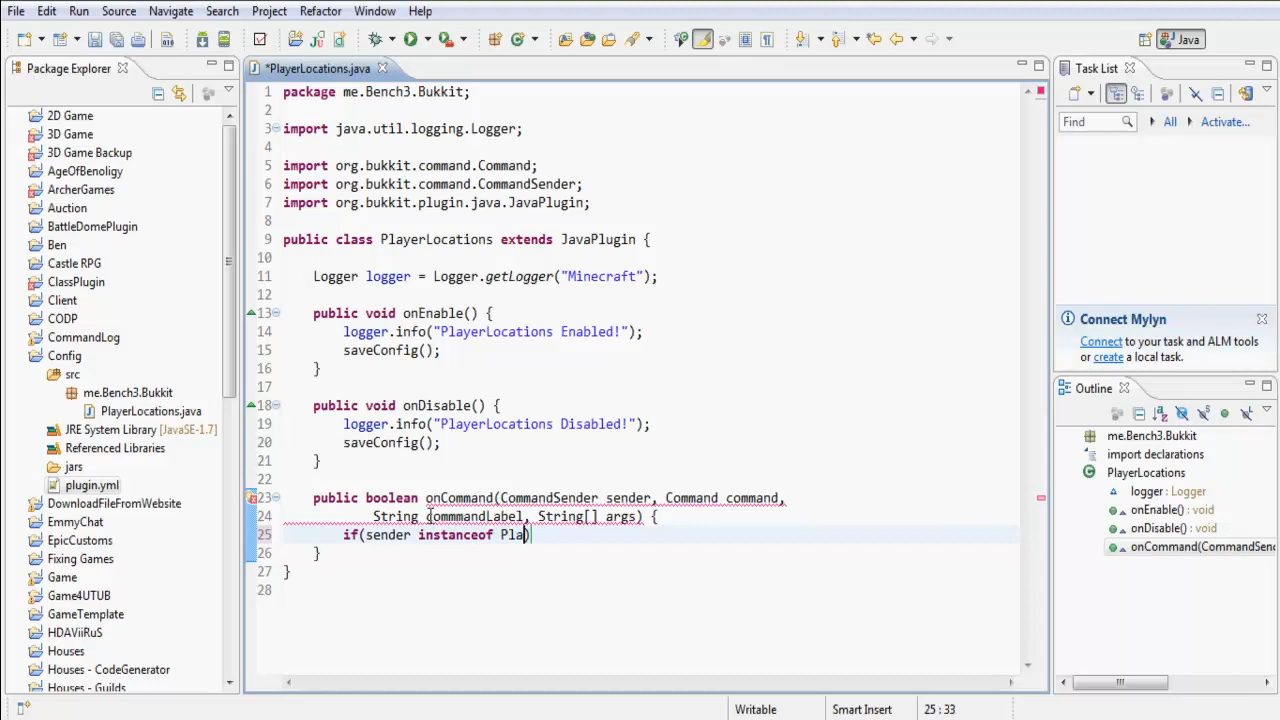 File Edit Run Source Navigate Search Project Refactor Window Help
Java
Package Explorer
2D Game
3D Game
3D Game Backup
AgeOfBenoligy
ArcherGames
Auction
BattleDomePlugin
Ben
Castle RPG
ClassPlugin
Client
CODP
CommandLog
Config
src
me.Bench3.Bukkit
PlayerLocations.java
JRE System Library [JavaSE-1.7]
Referenced Libraries
jars
plugin.yml
DownloadFileFromWebsite
EmmyChat
EpicCustoms
Fixing Games
Game
Game4UTUB
GameTemplate
HDAViiRuS
Houses
Houses - CodeGenerator
Houses - Guilds
*PlayerLocations.java
1 package me.Bench3.Bukkit;
2
3 import java.util.logging.Logger;
4
5 import org.bukkit.command.Command;
6 import org.bukkit.command.CommandSender;
7 import org.bukkit.plugin.java.JavaPlugin;
8
9 public class PlayerLocations extends JavaPlugin {
10
11 Logger logger = Logger.getLogger("Minecraft");
12
13 public void onEnable() {
14 logger.info("PlayerLocations Enabled!");
15 saveConfig();
16 }
17
18 public void onDisable() {
19 logger.info("PlayerLocations Disabled!");
20 saveConfig();
21 }
22
23 public boolean onCommand(CommandSender sender, Command command,
24 String commmandLabel, String[] args) {
25 if(sender instanceof Pla)
26 }
27 }
28
Task List
Find All Activate...
Connect Mylyn
Connect to your task and ALM tools
or create a local task.
Outline
me.Bench3.Bukkit
import declarations
PlayerLocations
logger : Logger
onEnable() : void
onDisable() : void
onCommand(CommandSend
Writable Smart Insert 25 : 33